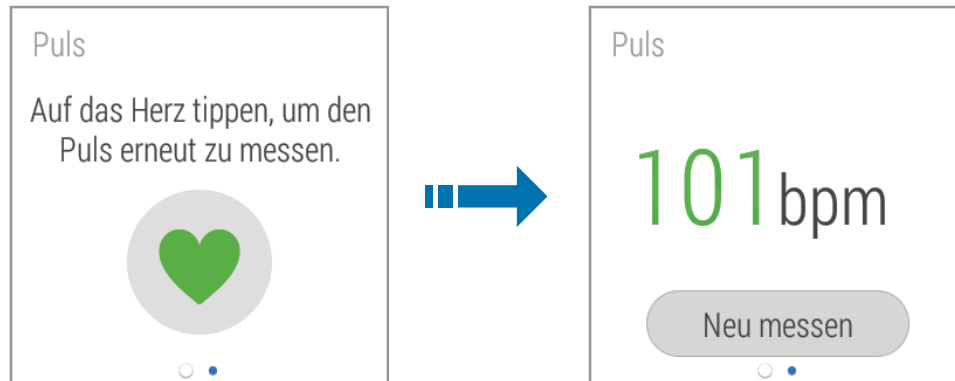 Puls
Auf das Herz tippen, um den
Puls erneut zu messen.
Puls
101bpm
Neu messen